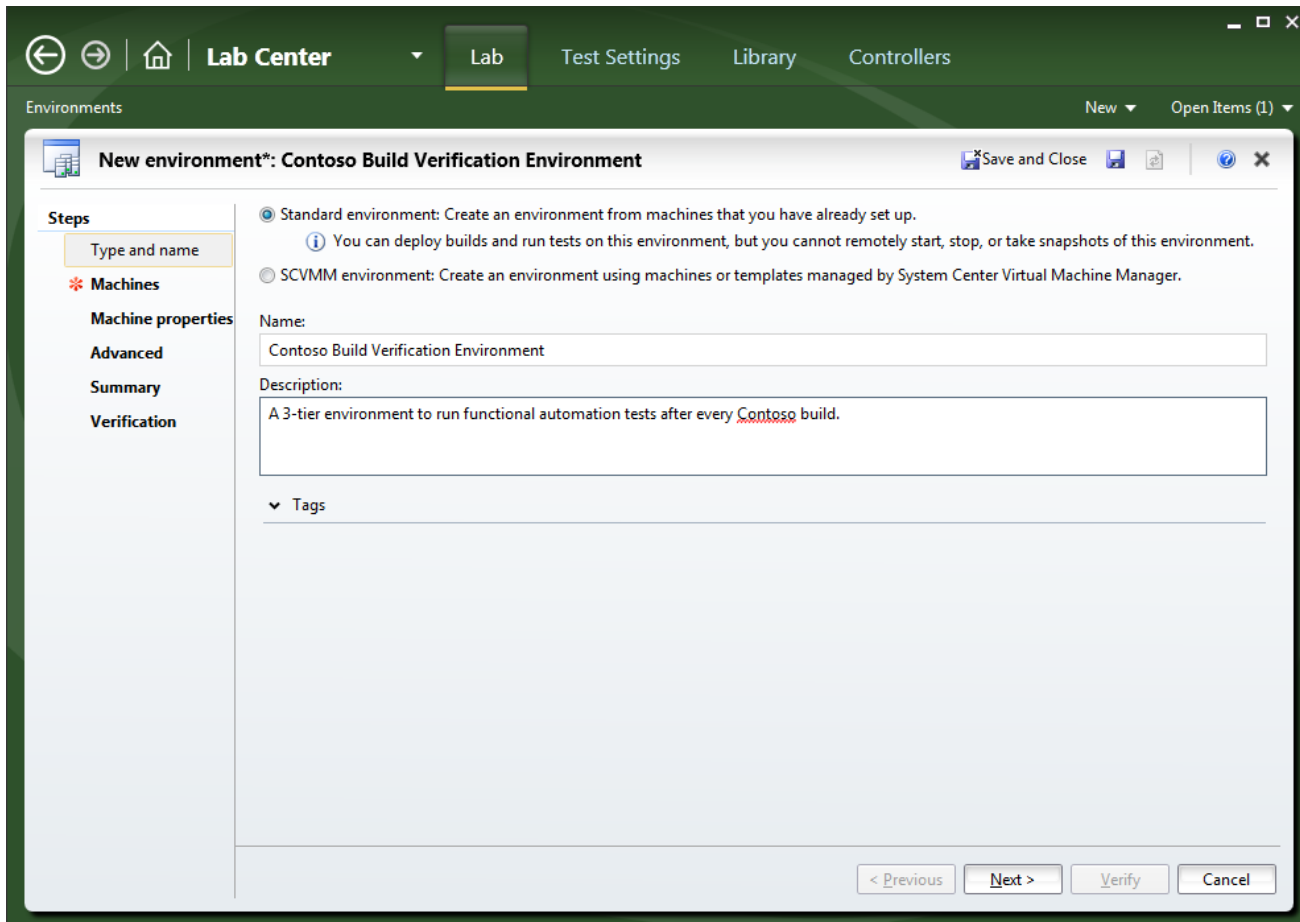 Lab Center
Lab
Test Settings
Library
Controllers
Environments
New
Open Items (1)
New environment*: Contoso Build Verification Environment
Save and Close
Steps
Type and name
Machines
Machine properties
Advanced
Summary
Verification
Standard environment: Create an environment from machines that you have already set up.
You can deploy builds and run tests on this environment, but you cannot remotely start, stop, or take snapshots of this environment.
SCVMM environment: Create an environment using machines or templates managed by System Center Virtual Machine Manager.
Name:
Contoso Build Verification Environment
Description:
A 3-tier environment to run functional automation tests after every Contoso build.
Tags
< Previous
Next >
Verify
Cancel